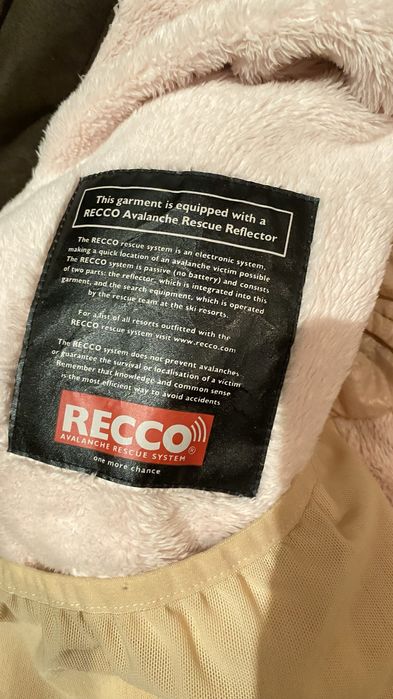 This garment is equipped with a
RECCO Avalanche Rescue Reflector
The RECCO rescue system is an electronic system,
making a quick location of an avalanche victim possible
The RECCO system is passive (no battery) and consists
of two parts: the reflector, which is integrated into this
garment, and the search equipment, which is operated
by the rescue team at the ski resorts.
For a list of all resorts outfitted with the
RECCO rescue system visit www.recco.com
The RECCO system does not prevent avalanches
or guarantee the survival or localisation of a victim
Remember that knowledge and common sense
is the most efficient way to avoid accidents
RECCO®
AVALANCHE RESCUE SYSTEM
one more chance